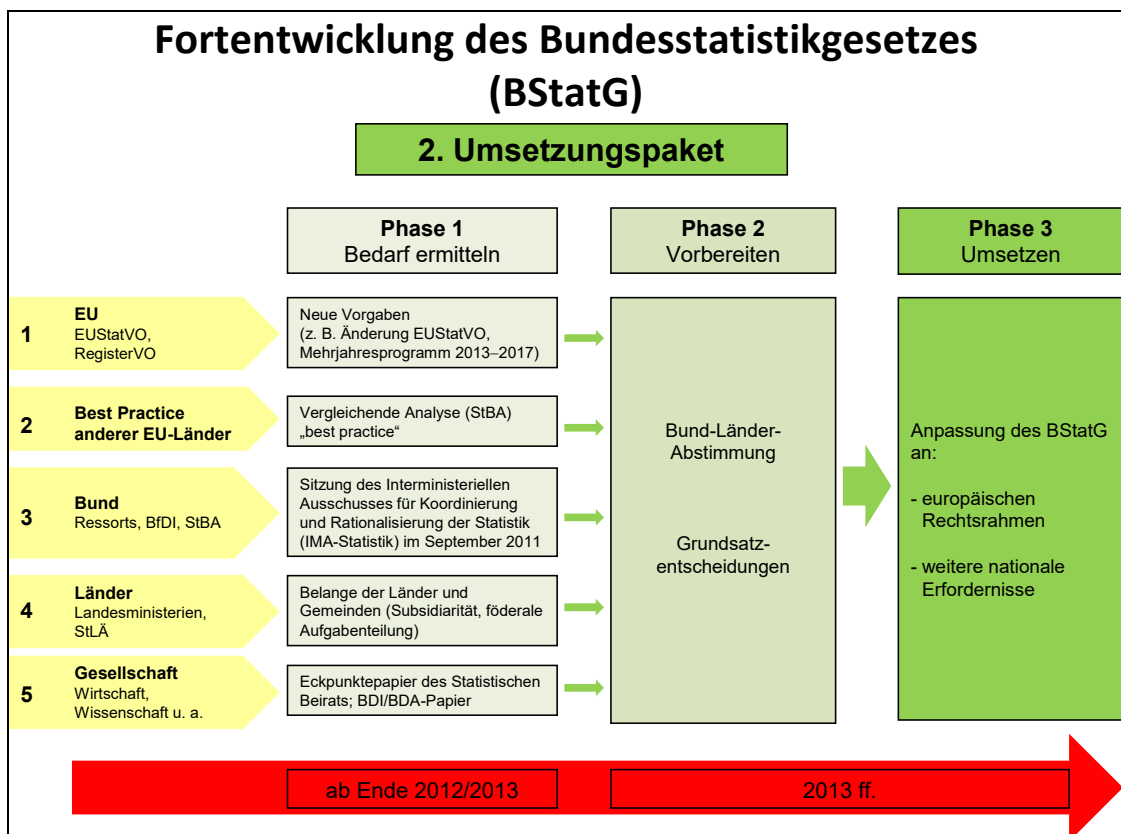 Fortentwicklung des Bundesstatistikgesetzes
(BStatG)
2. Umsetzungspaket
Phase 1
Bedarf ermitteln
Phase 2
Vorbereiten
Phase 3
Umsetzen
1
EU
EUStatVO,
RegisterVO
Neue Vorgaben
(z. B. Änderung EUStatVO,
Mehrjahresprogramm 2013–2017)
2
Best Practice
anderer EU-Länder
Vergleichende Analyse (StBA)
„best practice“
3
Bund
Ressorts, BfDI, StBA
Sitzung des Interministeriellen
Ausschusses für Koordinierung
und Rationalisierung der Statistik
(IMA-Statistik) im September 2011
4
Länder
Landesministerien,
StLÄ
Belange der Länder und
Gemeinden (Subsidiarität, föderale
Aufgabenteilung)
5
Gesellschaft
Wirtschaft,
Wissenschaft u. a.
Eckpunktepapier des Statistischen
Beirats; BDI/BDA-Papier
Bund-Länder-
Abstimmung
Grundsatz-
entscheidungen
Anpassung des BStatG
an:
- europäischen
Rechtsrahmen
- weitere nationale
Erfordernisse
ab Ende 2012/2013
2013 ff.